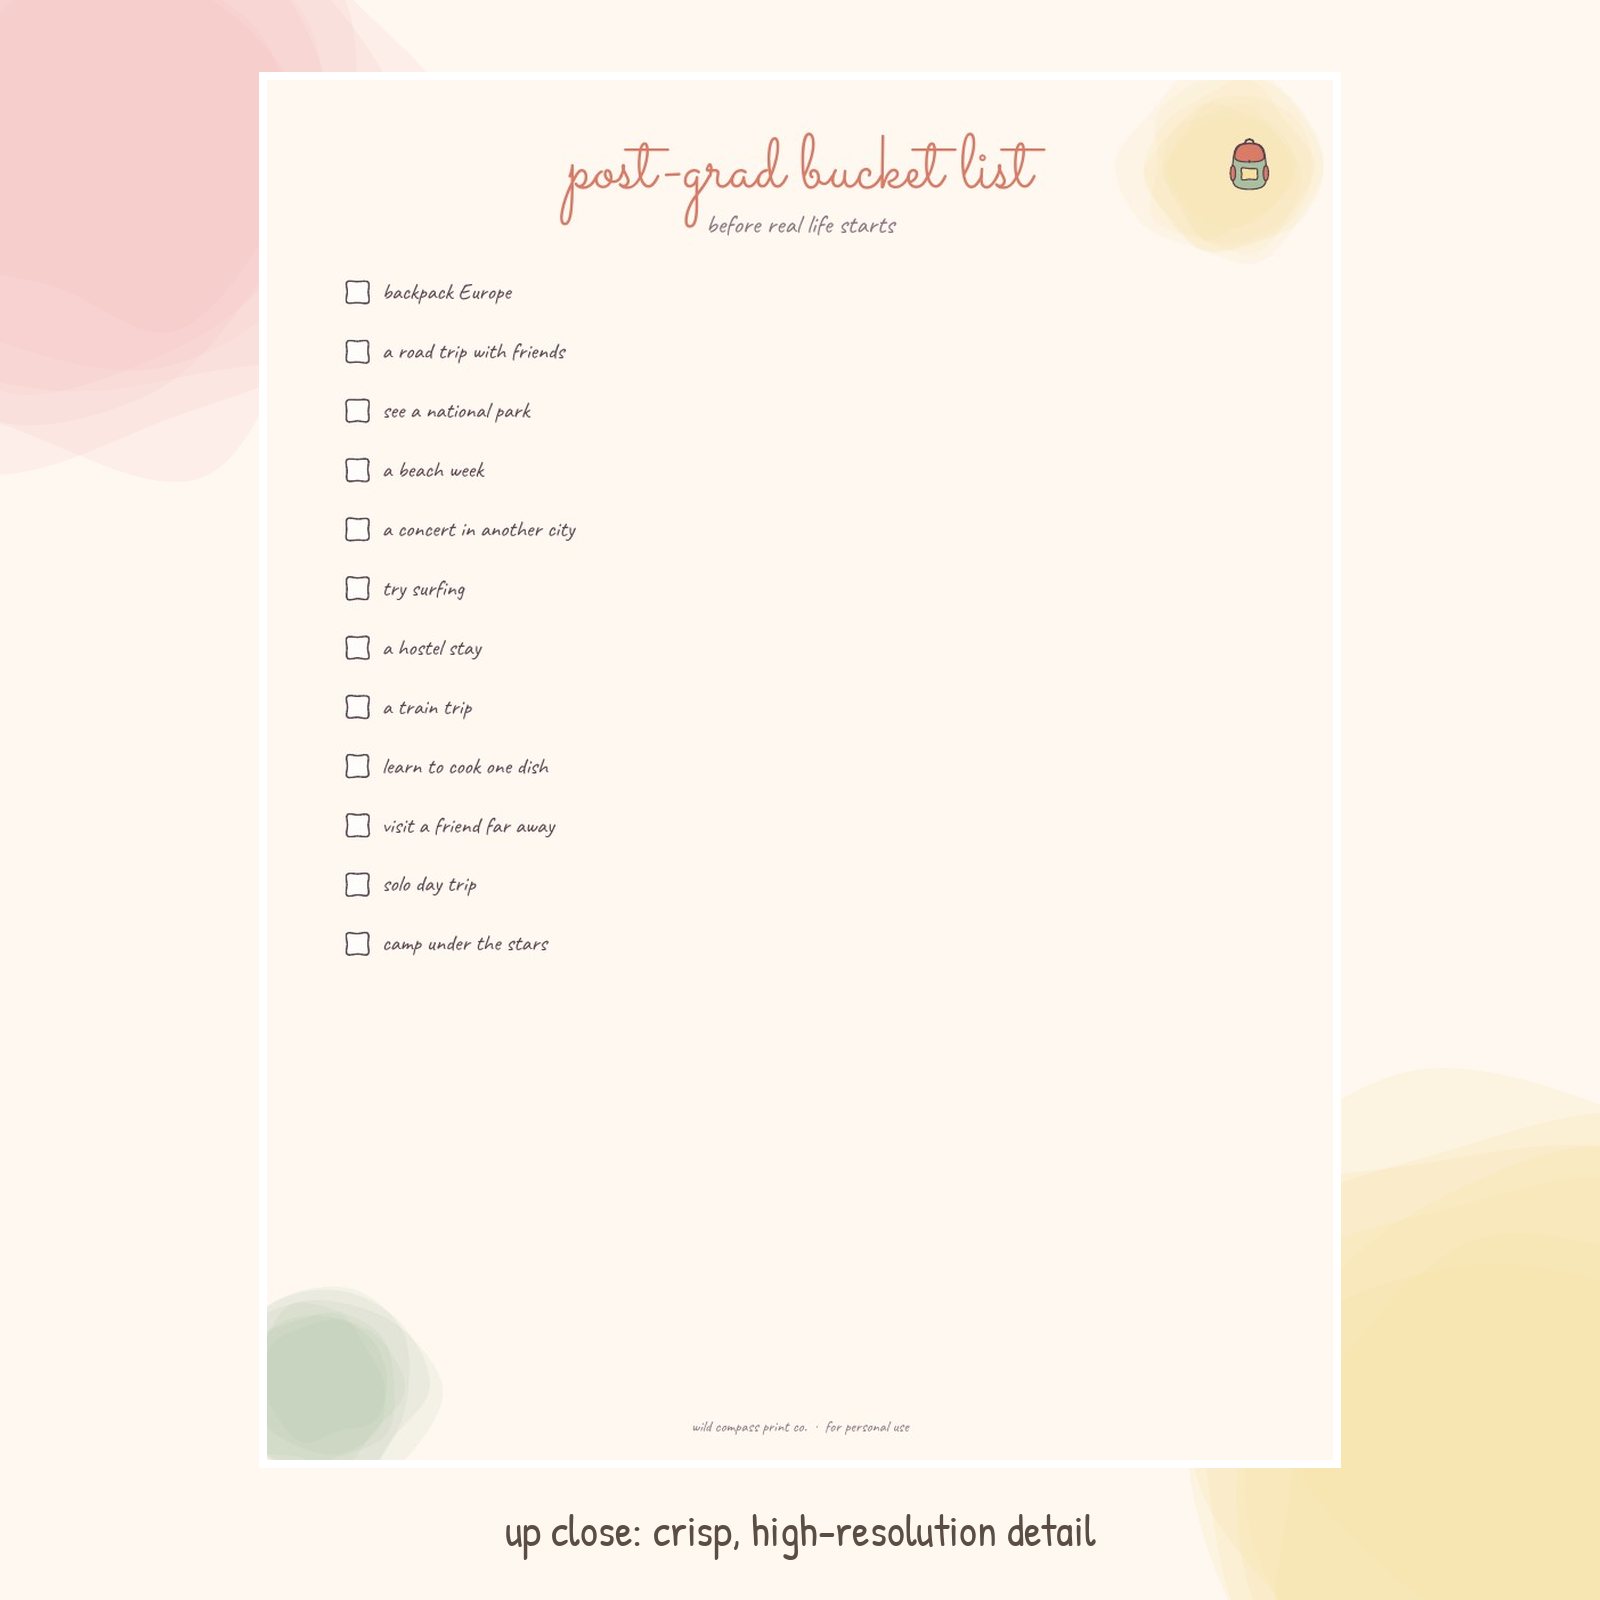 post-grad bucket list
before real life starts
backpack Europe
a road trip with friends
see a national park
a beach week
a concert in another city
try surfing
a hostel stay
a train trip
learn to cook one dish
visit a friend far away
solo day trip
camp under the stars
wild compass print co. · for personal use
up close: crisp, high-resolution detail